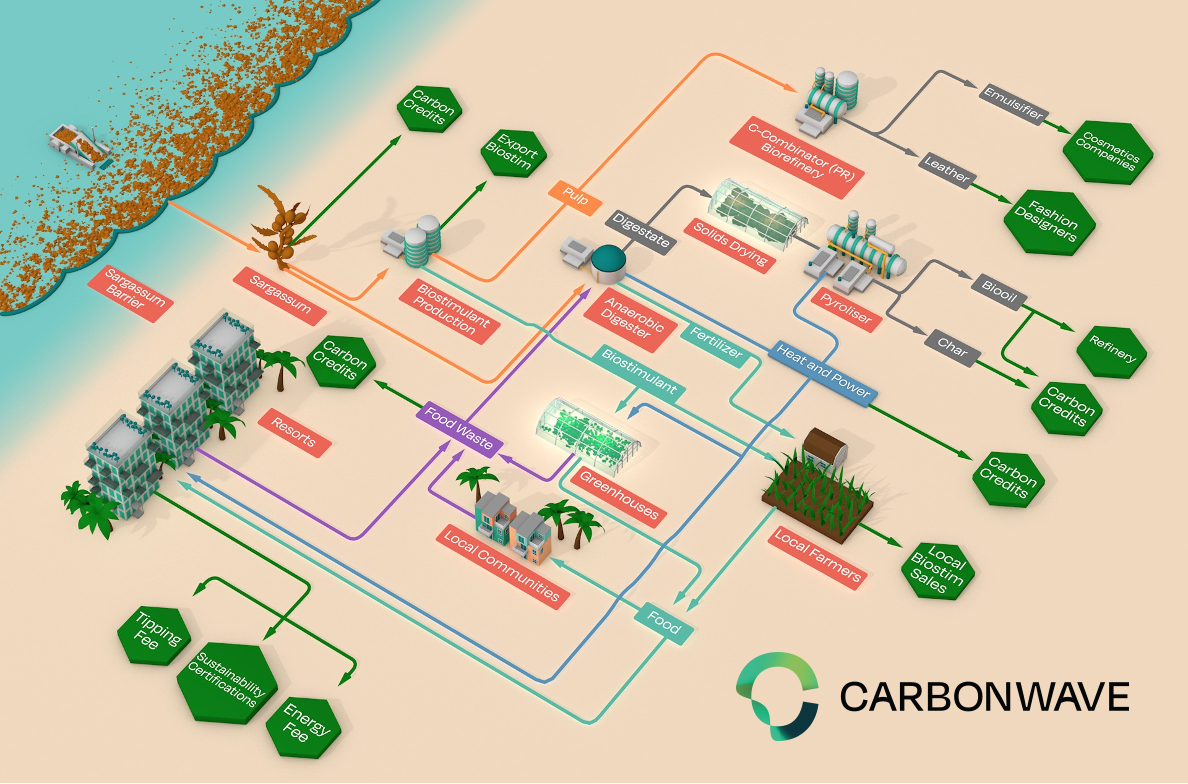 Carbon
Credits
Export
Biostim
Pulp
C-Combinator (PR)
Biorefinery
Emulsifier
Cosmetics
Companies
Leather
Fashion
Designers
Digestate
Solids Drying
Sargassum
Barrier
Sargassum
Biostimulant
Production
Anaerobic
Digester
Pyroliser
Biooil
Char
Refinery
Carbon
Credits
Fertilizer
Heat and Power
Carbon
Credits
Biostimulant
Carbon
Credits
Food Waste
Resorts
Greenhouses
Local Communities
Local Farmers
Local
Biostim
Sales
Food
Tipping
Fee
Sustainability
Certifications
Energy
Fee
CARBONWAVE